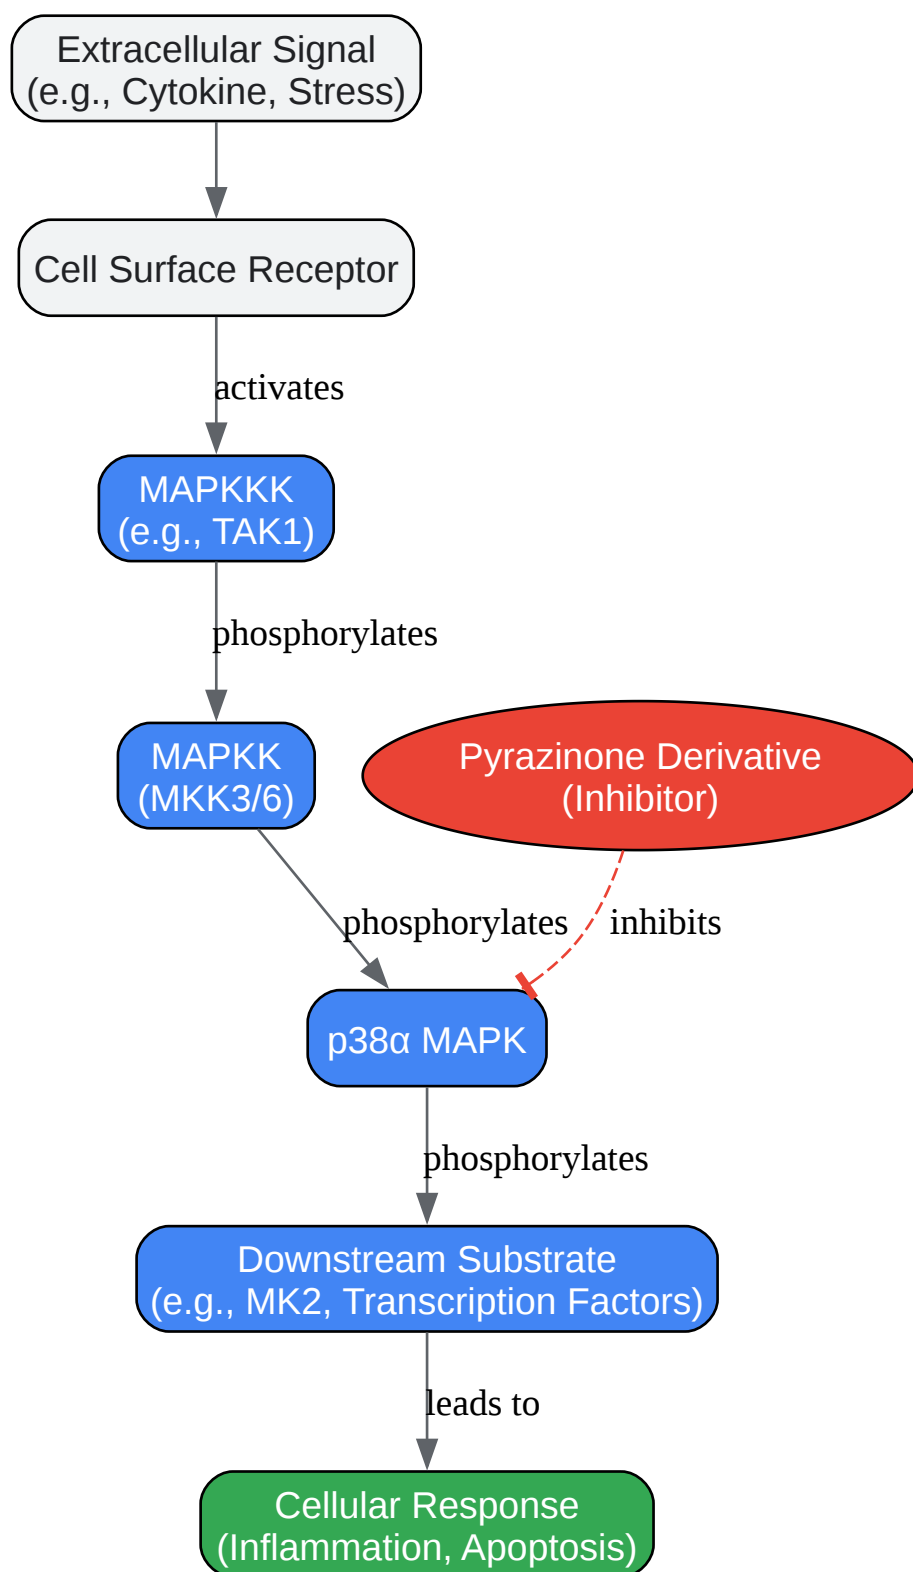 Extracellular Signal
(e.g., Cytokine, Stress)
Cell Surface Receptor
activates
MAPKKK
(e.g., TAK1)
phosphorylates
MAPKK
(MKK3/6)
Pyrazinone Derivative
(Inhibitor)
phosphorylates
inhibits
p38α MAPK
phosphorylates
Downstream Substrate
(e.g., MK2, Transcription Factors)
leads to
Cellular Response
(Inflammation, Apoptosis)